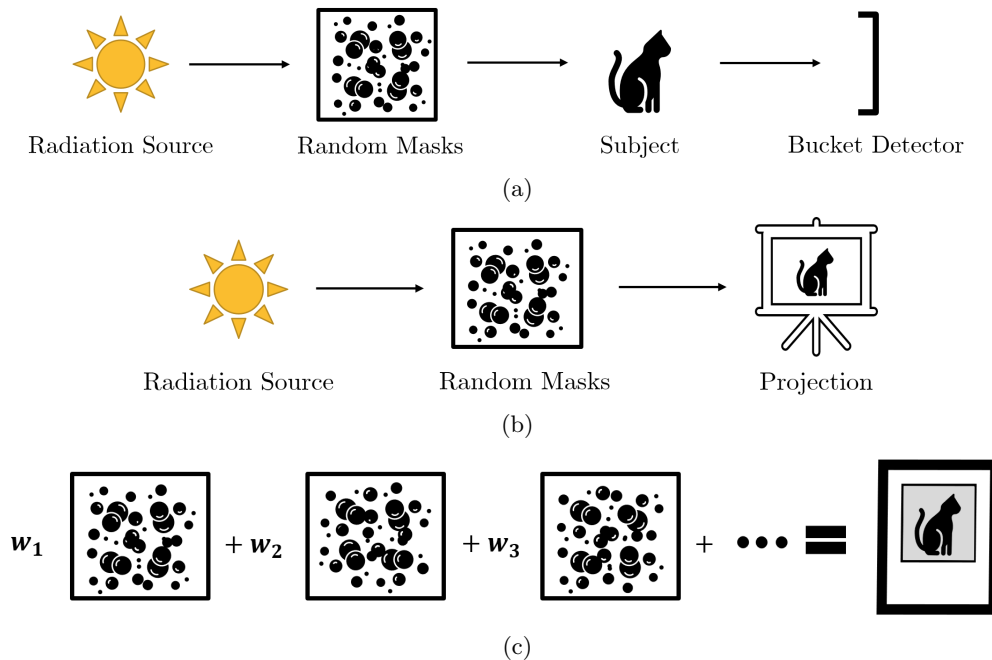 Radiation Source Random Masks Subject Bucket Detector
(a)
Radiation Source Random Masks Projection
(b)
w₁ + w₂ + w₃ + ••• =
(c)